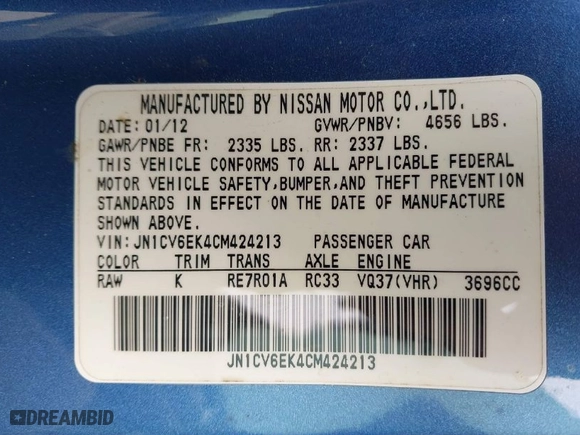 MANUFACTURED BY NISSAN MOTOR CO.,LTD.
DATE: 01/12 GVWR/PNBV: 4656 LBS.
GAWR/PNBE FR: 2335 LBS. RR: 2337 LBS.
THIS VEHICLE CONFORMS TO ALL APPLICABLE FEDERAL
MOTOR VEHICLE SAFETY,BUMPER,AND THEFT PREVENTION
STANDARDS IN EFFECT ON THE DATE OF MANUFACTURE
SHOWN ABOVE.
VIN: JN1CV6EK4CM424213 PASSENGER CAR
COLOR TRIM TRANS AXLE ENGINE
RAW K RE7R01A RC33 VQ37(VHR) 3696CC
JN1CV6EK4CM424213
DREAMBID